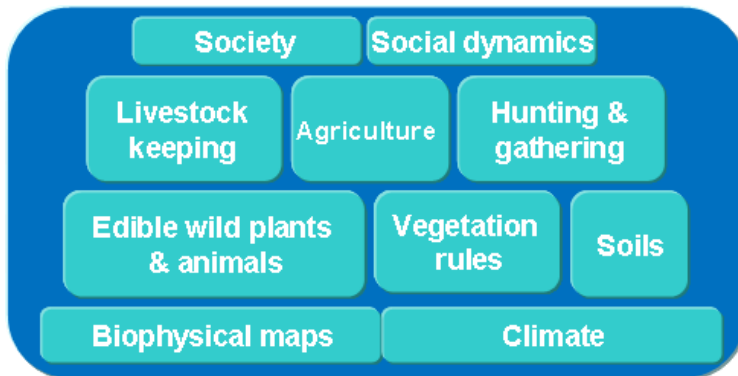 Society
Social dynamics
Livestock
keeping
Agriculture
Hunting &
gathering
Edible wild plants
& animals
Vegetation
rules
Soils
Biophysical maps
Climate